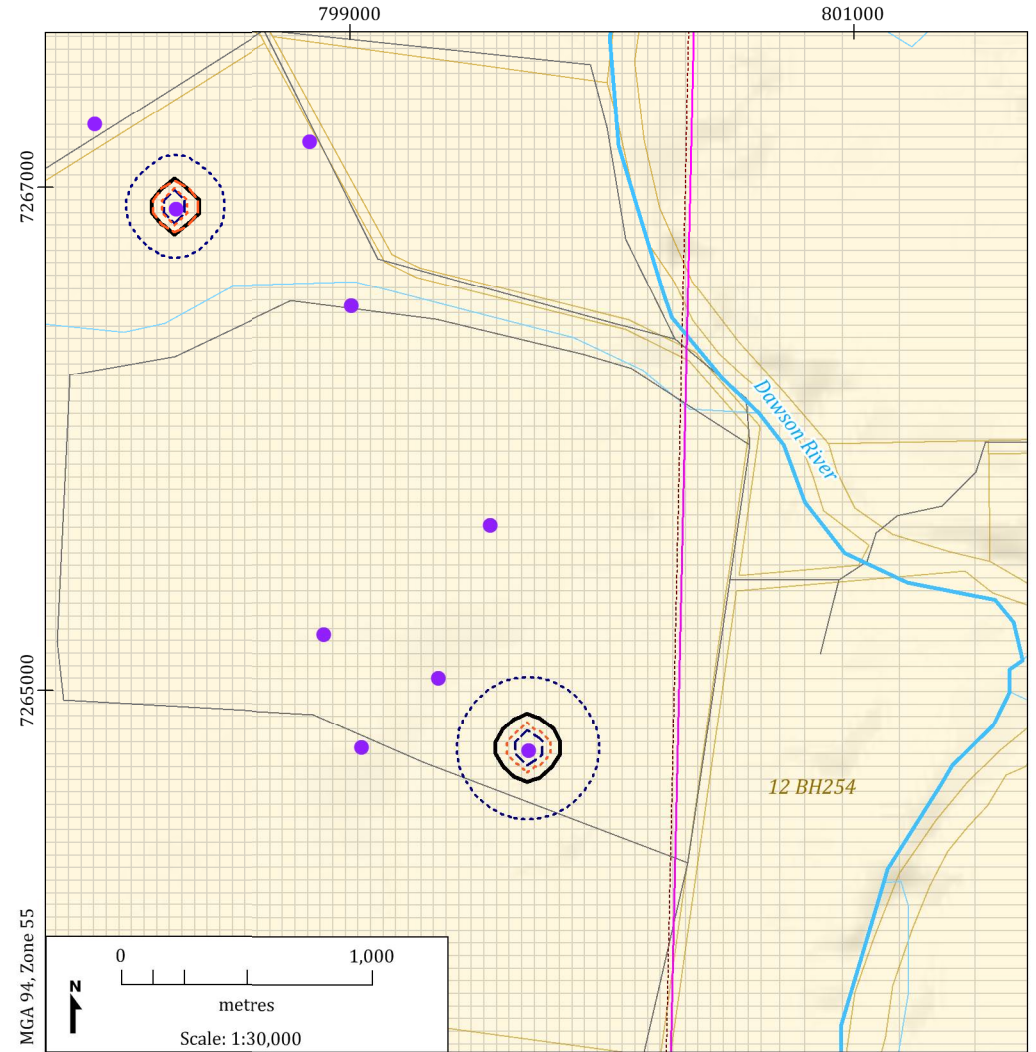 799000
801000
7267000
Dawson River
7265000
12 BH254
MGA 94, Zone 55
0
1,000
N
metres
Scale: 1:30,000